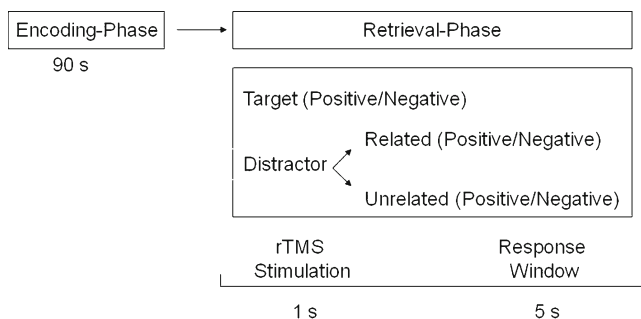 Encoding-Phase
Retrieval-Phase
90 s
Target (Positive/Negative)
Related (Positive/Negative)
Distractor
Unrelated (Positive/Negative)
rTMS
Stimulation
Response
Window
1 s
5 s